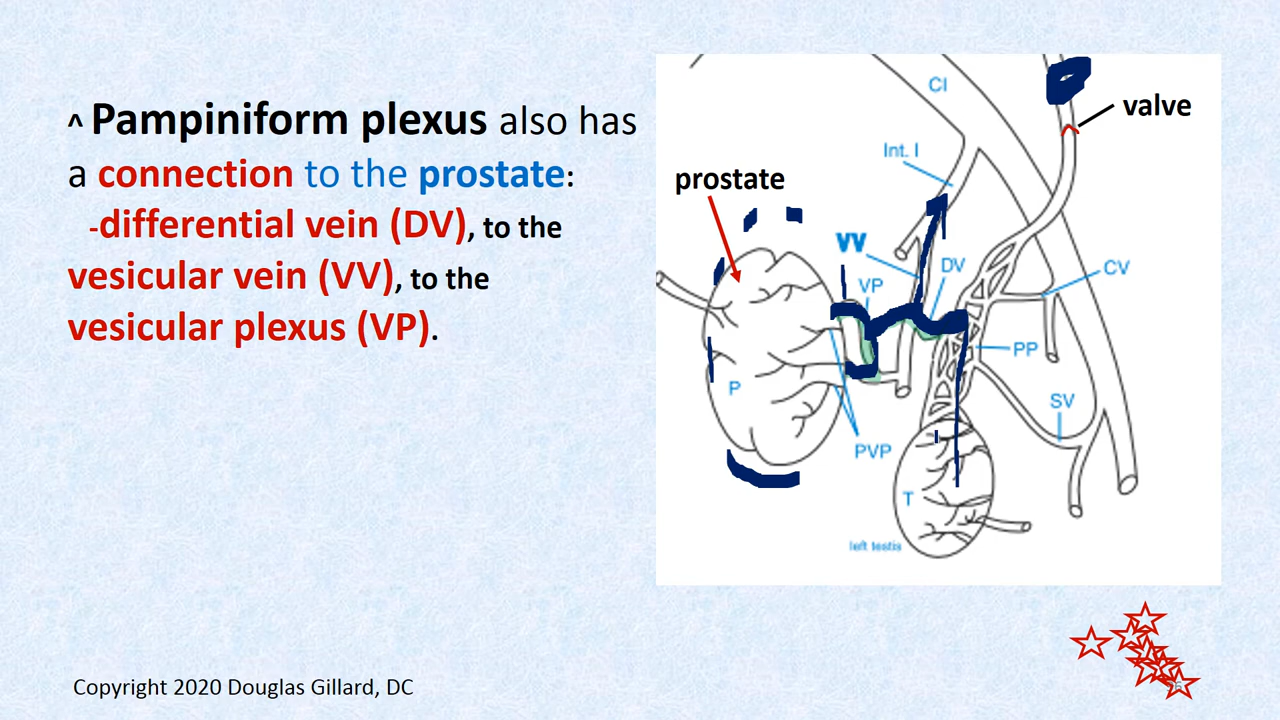 ^ Pampiniform plexus also has
a connection to the prostate:
-differential vein (DV), to the
vesicular vein (VV), to the
vesicular plexus (VP).
CI
valve
Int. I
prostate
VV
DV
CV
VP
PP
P
SV
PVP
T
left testis
Copyright 2020 Douglas Gillard, DC